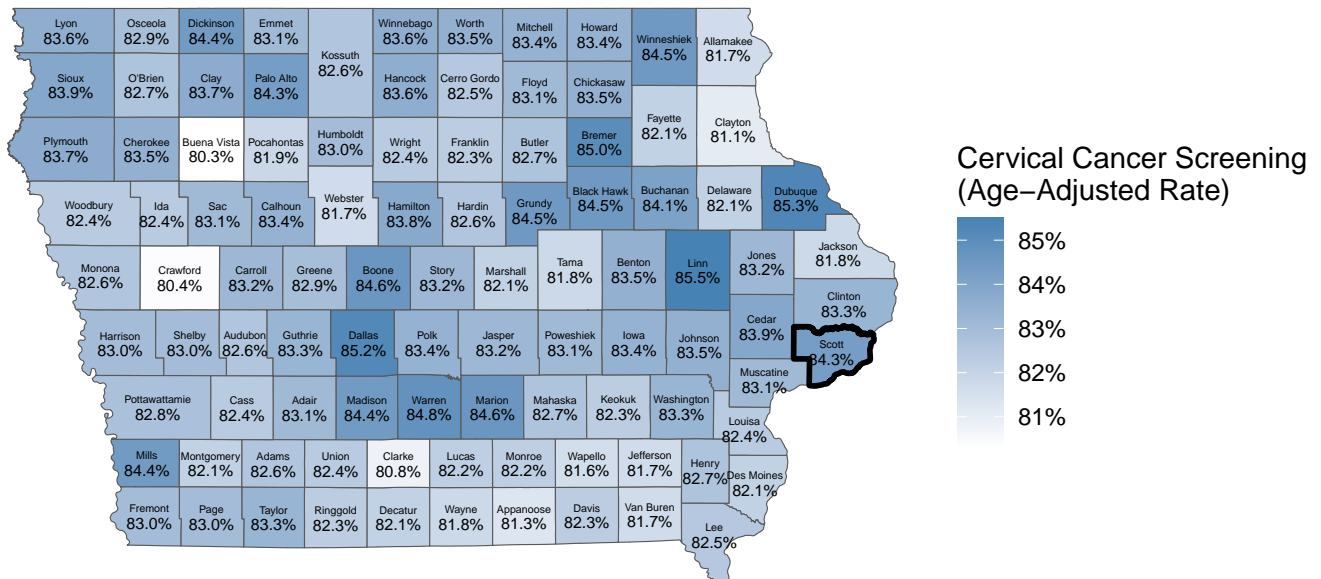 Lyon
83.6%
Osceola
82.9%
Dickinson
84.4%
Emmet
83.1%
Kossuth
82.6%
Winnebago
83.6%
Worth
83.5%
Mitchell
83.4%
Howard
83.4%
Winneshiek
84.5%
Allamakee
81.7%
Sioux
83.9%
O'Brien
82.7%
Clay
83.7%
Palo Alto
84.3%
Hancock
83.6%
Cerro Gordo
82.5%
Floyd
83.1%
Chickasaw
83.5%
Fayette
82.1%
Clayton
81.1%
Plymouth
83.7%
Cherokee
83.5%
Buena Vista
80.3%
Pocahontas
81.9%
Humboldt
83.0%
Wright
82.4%
Franklin
82.3%
Butler
82.7%
Bremer
85.0%
Woodbury
82.4%
Ida
82.4%
Sac
83.1%
Calhoun
83.4%
Webster
81.7%
Hamilton
83.8%
Hardin
82.6%
Grundy
84.5%
Black Hawk
84.5%
Buchanan
84.1%
Delaware
82.1%
Dubuque
85.3%
Monona
82.6%
Crawford
80.4%
Carroll
83.2%
Greene
82.9%
Boone
84.6%
Story
83.2%
Marshall
82.1%
Tama
81.8%
Benton
83.5%
Linn
85.5%
Jones
83.2%
Jackson
81.8%
Clinton
83.3%
Harrison
83.0%
Shelby
83.0%
Audubon
82.6%
Guthrie
83.3%
Dallas
85.2%
Polk
83.4%
Jasper
83.2%
Poweshiek
83.1%
Iowa
83.4%
Johnson
83.5%
Cedar
83.9%
Scott
84.3%
Muscatine
83.1%
Pottawattamie
82.8%
Cass
82.4%
Adair
83.1%
Madison
84.4%
Warren
84.8%
Marion
84.6%
Mahaska
82.7%
Keokuk
82.3%
Washington
83.3%
Louisa
82.4%
Mills
84.4%
Montgomery
82.1%
Adams
82.6%
Union
82.4%
Clarke
80.8%
Lucas
82.2%
Monroe
82.2%
Wapello
81.6%
Jefferson
81.7%
Henry
82.7%
Des Moines
82.1%
Fremont
83.0%
Page
83.0%
Taylor
83.3%
Ringgold
82.3%
Decatur
82.1%
Wayne
81.8%
Appanoose
81.3%
Davis
82.3%
Van Buren
81.7%
Lee
82.5%
Cervical Cancer Screening
(Age−Adjusted Rate)
85%
84%
83%
82%
81%